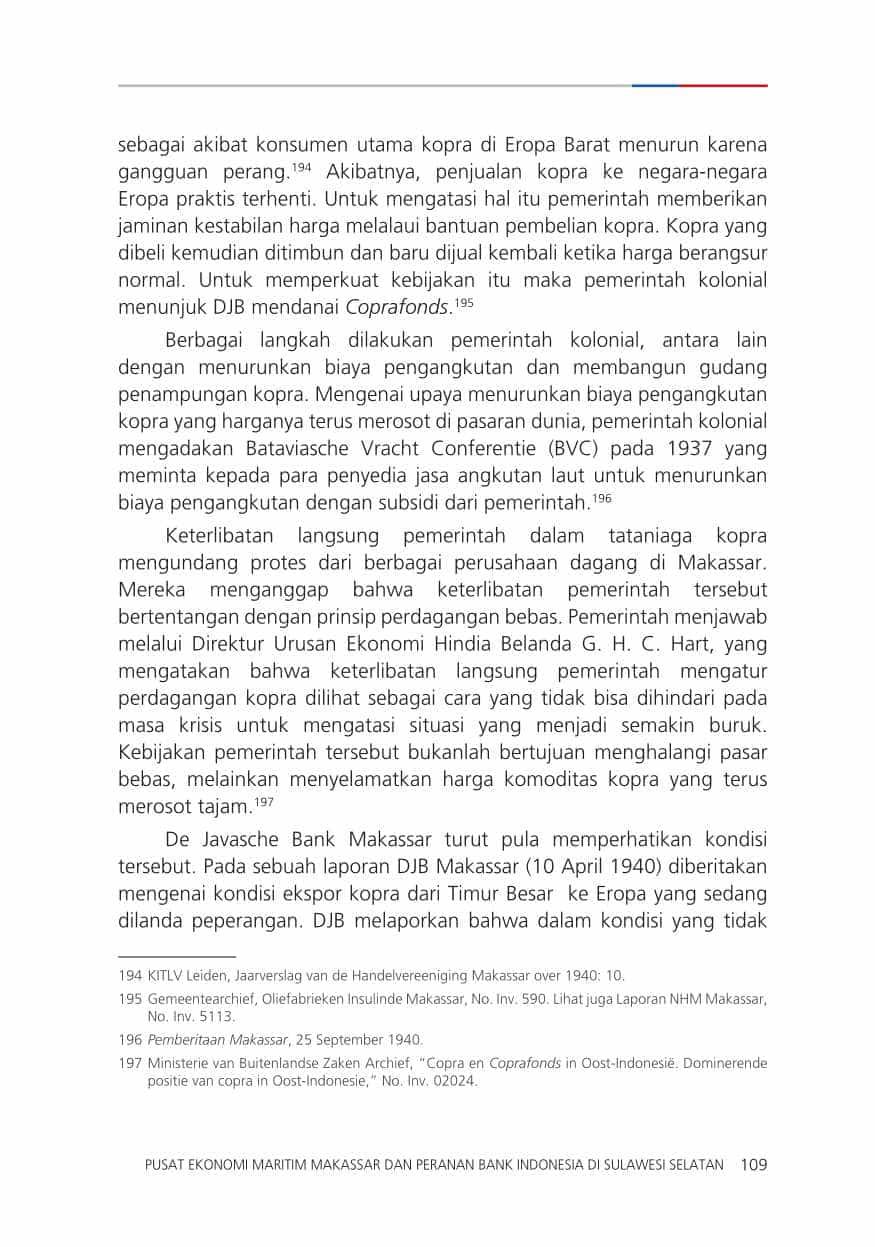 sebagai akibat konsumen utama kopra di Eropa Barat menurun karena
gangguan perang.194 Akibatnya, penjualan kopra ke negara-negara
Eropa praktis terhenti. Untuk mengatasi hal itu pemerintah memberikan
jaminan kestabilan harga melalaui bantuan pembelian kopra. Kopra yang
dibeli kemudian ditimbun dan baru dijual kembali ketika harga berangsur
normal. Untuk memperkuat kebijakan itu maka pemerintah kolonial
menunjuk DJB mendanai Coprafonds.195
Berbagai langkah dilakukan pemerintah kolonial, antara lain
dengan menurunkan biaya pengangkutan dan membangun gudang
penampungan kopra. Mengenai upaya menurunkan biaya pengangkutan
kopra yang harganya terus merosot di pasaran dunia, pemerintah kolonial
mengadakan Bataviasche Vracht Conferentie (BVC) pada 1937 yang
meminta kepada para penyedia jasa angkutan laut untuk menurunkan
biaya pengangkutan dengan subsidi dari pemerintah.196
Keterlibatan langsung pemerintah dalam tataniaga kopra
mengundang protes dari berbagai perusahaan dagang di Makassar.
Mereka menganggap bahwa keterlibatan pemerintah tersebut
bertentangan dengan prinsip perdagangan bebas. Pemerintah menjawab
melalui Direktur Urusan Ekonomi Hindia Belanda G. H. C. Hart, yang
mengatakan bahwa keterlibatan langsung pemerintah mengatur
perdagangan kopra dilihat sebagai cara yang tidak bisa dihindari pada
masa krisis untuk mengatasi situasi yang menjadi semakin buruk.
Kebijakan pemerintah tersebut bukanlah bertujuan menghalangi pasar
bebas, melainkan menyelamatkan harga komoditas kopra yang terus
merosot tajam.197
De Javasche Bank Makassar turut pula memperhatikan kondisi
tersebut. Pada sebuah laporan DJB Makassar (10 April 1940) diberitakan
mengenai kondisi ekspor kopra dari Timur Besar ke Eropa yang sedang
dilanda peperangan. DJB melaporkan bahwa dalam kondisi yang tidak
194 KITLV Leiden, Jaarverslag van de Handelvereeniging Makassar over 1940: 10.
195 Gemeentearchief, Oliefabrieken Insulinde Makassar, No. Inv. 590. Lihat juga Laporan NHM Makassar,
No. Inv. 5113.
196 Pemberitaan Makassar, 25 September 1940.
197 Ministerie van Buitenlandse Zaken Archief, “Copra en Coprafonds in Oost-Indonesië. Dominerende
positie van copra in Oost-Indonesie,” No. Inv. 02024.
PUSAT EKONOMI MARITIM MAKASSAR DAN PERANAN BANK INDONESIA DI SULAWESI SELATAN 109